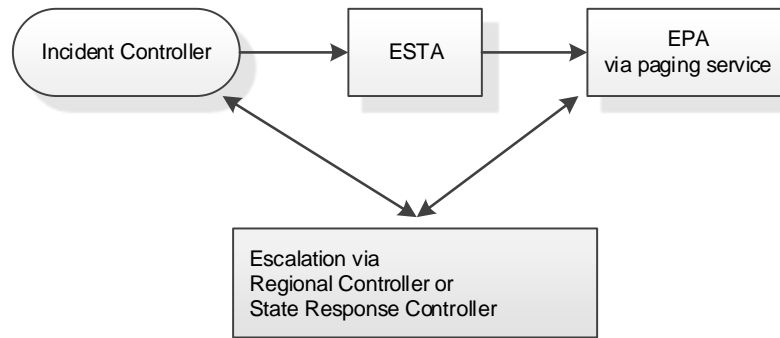 Incident Controller
ESTA
EPA
via paging service
Escalation via
Regional Controller or
State Response Controller